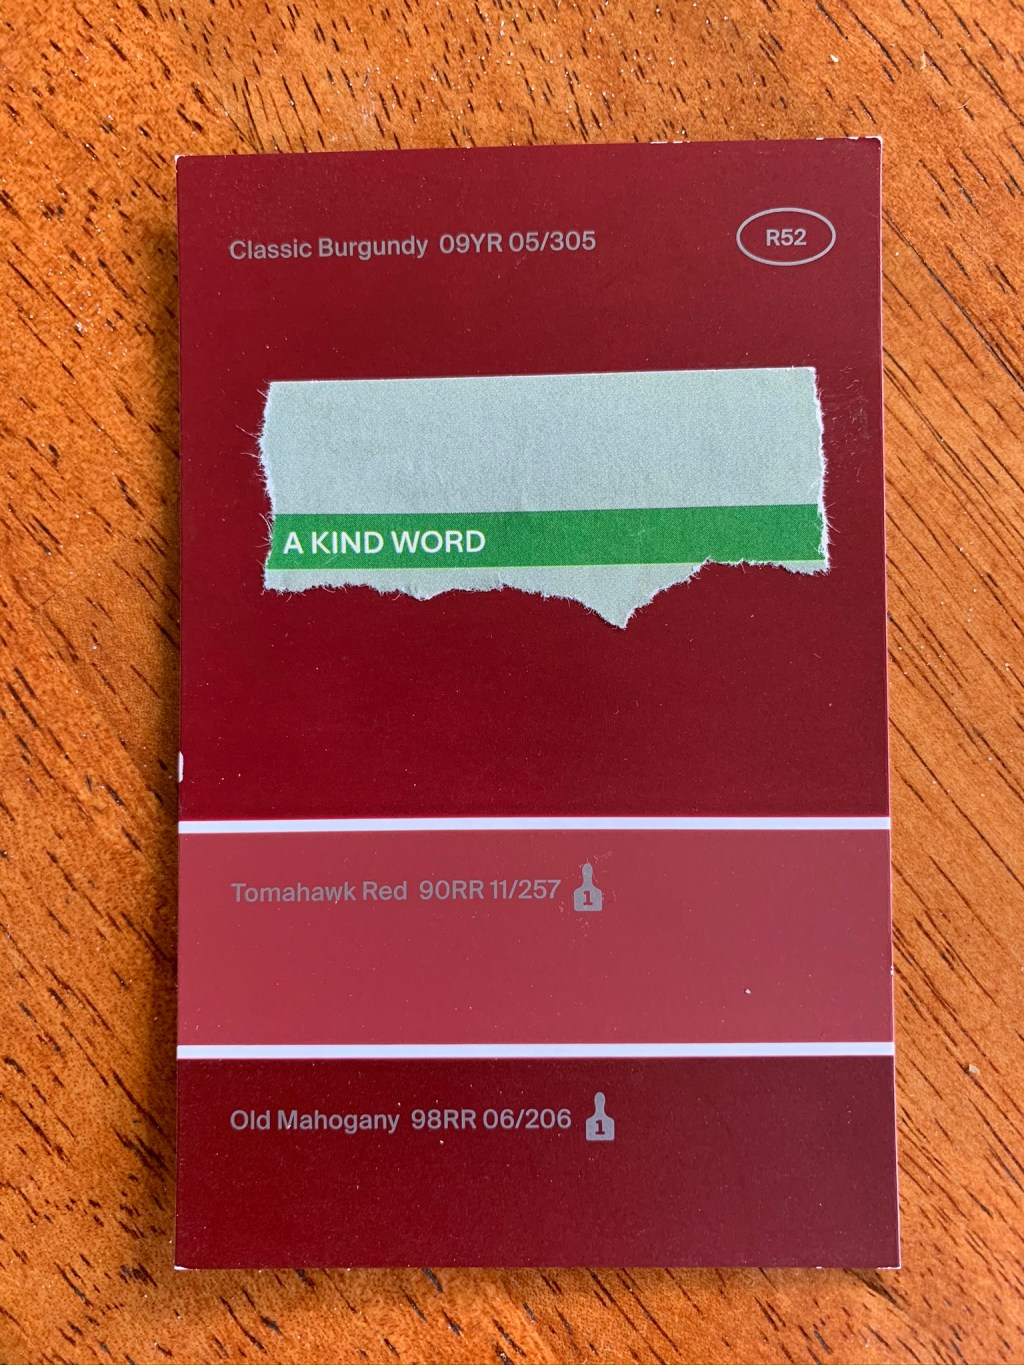 Classic Burgundy 09YR 05/305
R52
A KIND WORD
Tomahawk Red 90RR 11/257
1
Old Mahogany 98RR 06/206
1